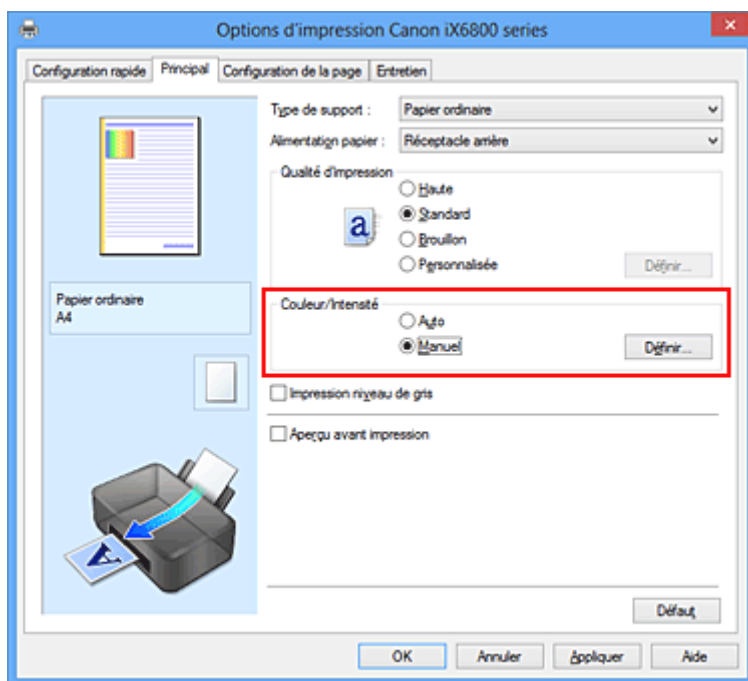 Options d'impression Canon iX6800 series
Configuration rapide
Principal
Configuration de la page
Entretien
Type de support :
Papier ordinaire
Alimentation papier :
Réceptacle arrière
Qualité d'impression
Haute
Standard
Brouillon
Personnalisée
Définir...
a
Papier ordinaire
A4
Couleur/Intensité
Auto
Manuel
Définir...
Impression niveau de gris
Aperçu avant impression
A
Défaut
OK
Annuler
Appliquer
Aide